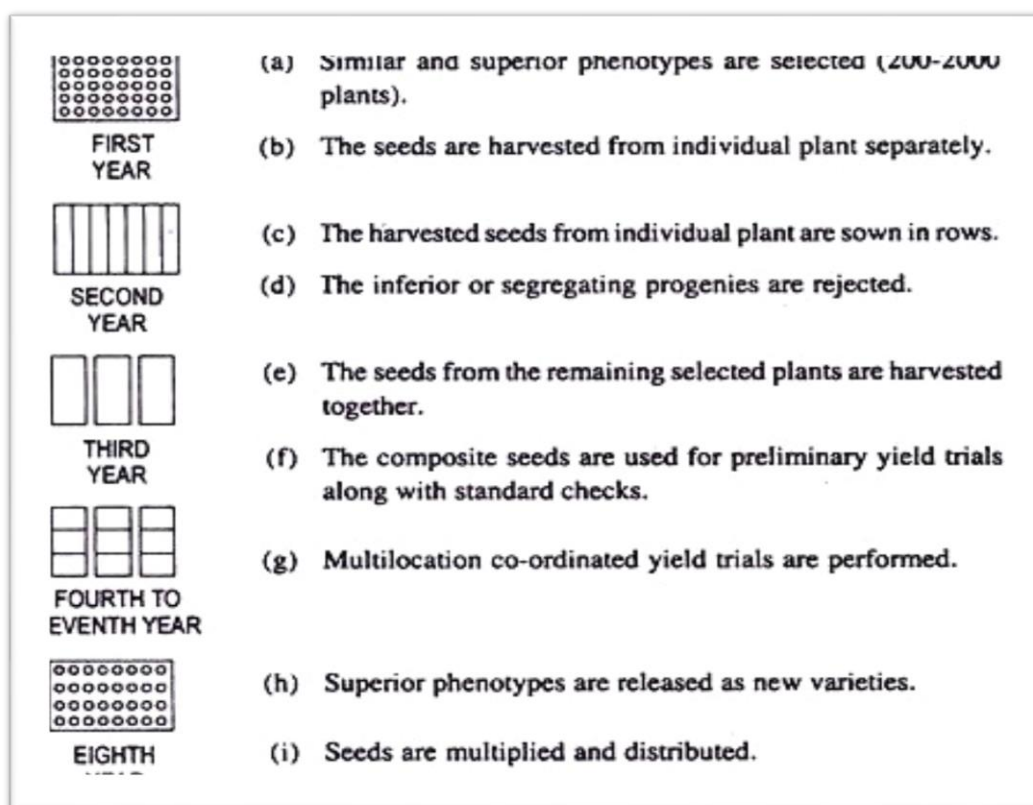 (a) Similar and superior phenotypes are selected (200-2000
plants).
FIRST
YEAR
(b) The seeds are harvested from individual plant separately.
(c) The harvested seeds from individual plant are sown in rows.
SECOND
YEAR
(d) The inferior or segregating progenies are rejected.
(e) The seeds from the remaining selected plants are harvested
together.
THIRD
YEAR
(f) The composite seeds are used for preliminary yield trials
along with standard checks.
(g) Multilocation co-ordinated yield trials are performed.
FOURTH TO
EVENTH YEAR
(h) Superior phenotypes are released as new varieties.
EIGHTH
(i) Seeds are multiplied and distributed.